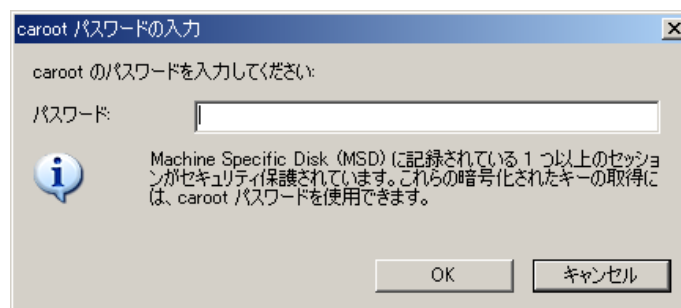 caroot パスワードの入力
caroot のパスワードを入力してください:
パスワード:
Machine Specific Disk (MSD) に記録されている 1 つ以上のセッショ
ンがセキュリティ保護されています。これらの暗号化されたキーの取得に
は、caroot パスワードを使用できます。
OK キャンセル